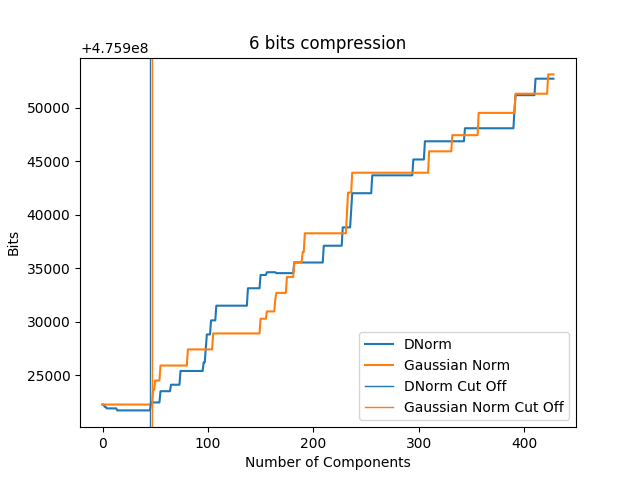 6 bits compression
+4.759e8
50000
45000
40000
35000
30000
25000
Bits
0 100 200 300 400
Number of Components
DNorm
Gaussian Norm
DNorm Cut Off
Gaussian Norm Cut Off